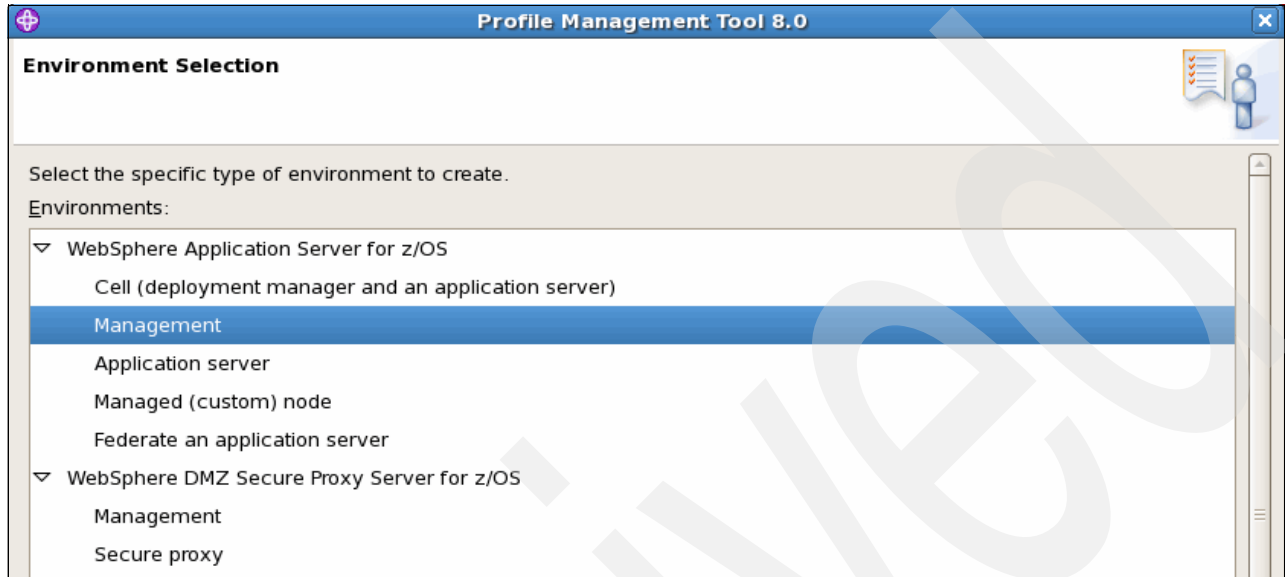 Profile Management Tool 8.0
Environment Selection
Select the specific type of environment to create.
Environments:
WebSphere Application Server for z/OS
Cell (deployment manager and an application server)
Management
Application server
Managed (custom) node
Federate an application server
WebSphere DMZ Secure Proxy Server for z/OS
Management
Secure proxy